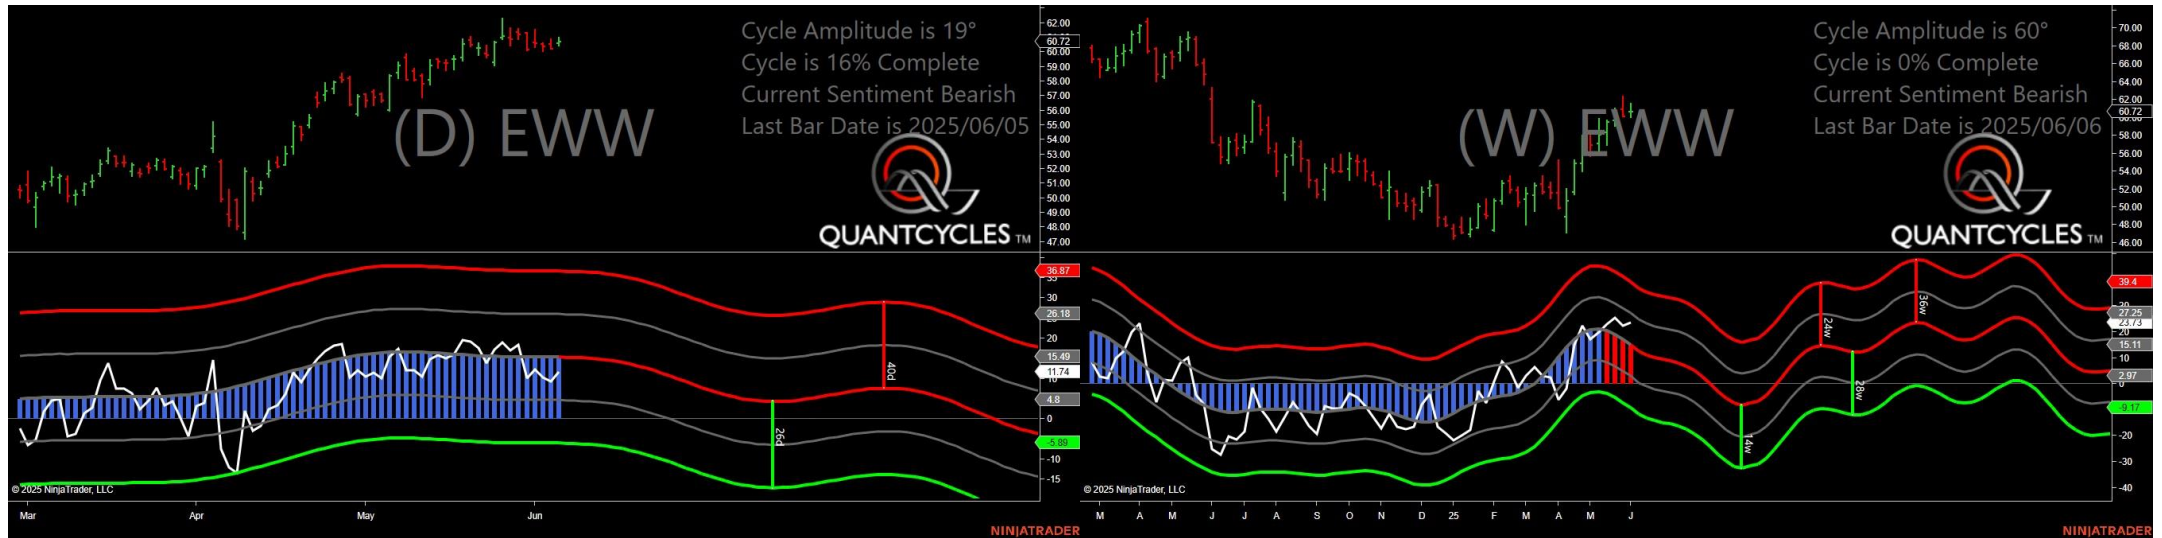 Cycle Amplitude is 19°
Cycle is 16% Complete
Current Sentiment Bearish
Last Bar Date is 2025/06/05
(D) EWW
QUANTCYCLES TM
62.00
60.72
60.00
59.00
58.00
57.00
56.00
55.00
54.00
53.00
52.00
51.00
50.00
49.00
48.00
47.00
36.87
30
26.18
20
15.49
11.74
10
4.8
0
-5.89
-10
-15
26d
40d
© 2025 NinjaTrader, LLC
Mar Apr May Jun
NINJATRADER
Cycle Amplitude is 60°
Cycle is 0% Complete
Current Sentiment Bearish
Last Bar Date is 2025/06/06
(W) EWW
QUANTCYCLES TM
70.00
68.00
66.00
64.00
62.00
60.72
58.00
56.00
54.00
52.00
50.00
48.00
46.00
39.4
27.25
23.73
20
15.11
10
2.97
0
-9.17
-20
-30
-40
14w
24w
28w
36w
© 2025 NinjaTrader, LLC
M A M J J A S O N D 25 F M A M J
NINJATRADER